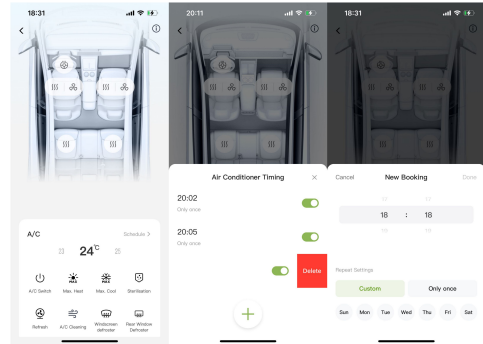 18:31
A/C
Schedule >
23
24°C
25
A/C Switch
Max. Heat
Max. Cool
Sterilisation
Refresh
A/C Cleaning
Windscreen
defroster
Rear Window
Defroster
20:11
Air Conditioner Timing
20:02
Only once
20:05
Only once
Delete
18:31
Cancel
New Booking
Done
18 : 18
19 19
Repeat Settings
Custom
Only once
Sun Mon Tue Wed Thu Fri Sat